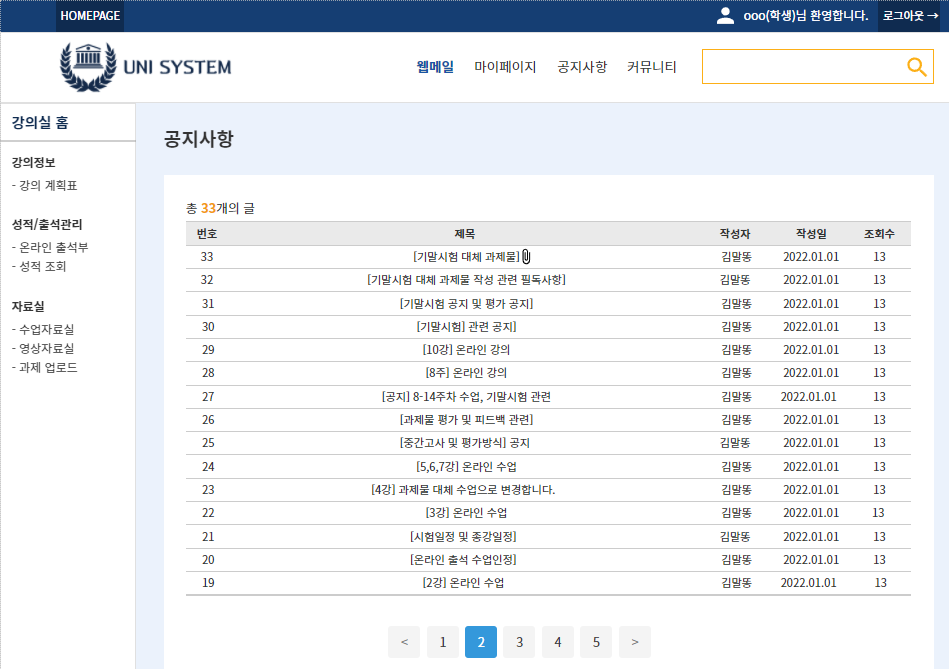 HOMEPAGE
ooo(학생)님 환영합니다.
로그아웃 →
UNI SYSTEM
웹메일 마이페이지 공지사항 커뮤니티
강의실 홈
강의정보
- 강의 계획표
성적/출석관리
- 온라인 출석부
- 성적 조회
자료실
- 수업자료실
- 영상자료실
- 과제 업로드
공지사항
총 33개의 글
번호 제목 작성자 작성일 조회수
33 [기말시험 대체 과제물] 김말똥 2022.01.01 13
32 [기말시험 대체 과제물 작성 관련 필독사항] 김말똥 2022.01.01 13
31 [기말시험 공지 및 평가 공지] 김말똥 2022.01.01 13
30 [기말시험] 관련 공지] 김말똥 2022.01.01 13
29 [10강] 온라인 강의 김말똥 2022.01.01 13
28 [8주] 온라인 강의 김말똥 2022.01.01 13
27 [공지] 8-14주차 수업, 기말시험 관련 김말똥 2022.01.01 13
26 [과제물 평가 및 피드백 관련] 김말똥 2022.01.01 13
25 [중간고사 및 평가방식] 공지 김말똥 2022.01.01 13
24 [5,6,7강] 온라인 수업 김말똥 2022.01.01 13
23 [4강] 과제물 대체 수업으로 변경합니다. 김말똥 2022.01.01 13
22 [3강] 온라인 수업 김말똥 2022.01.01 13
21 [시험일정 및 종강일정] 김말똥 2022.01.01 13
20 [온라인 출석 수업인정] 김말똥 2022.01.01 13
19 [2강] 온라인 수업 김말똥 2022.01.01 13
< 1 2 3 4 5 >